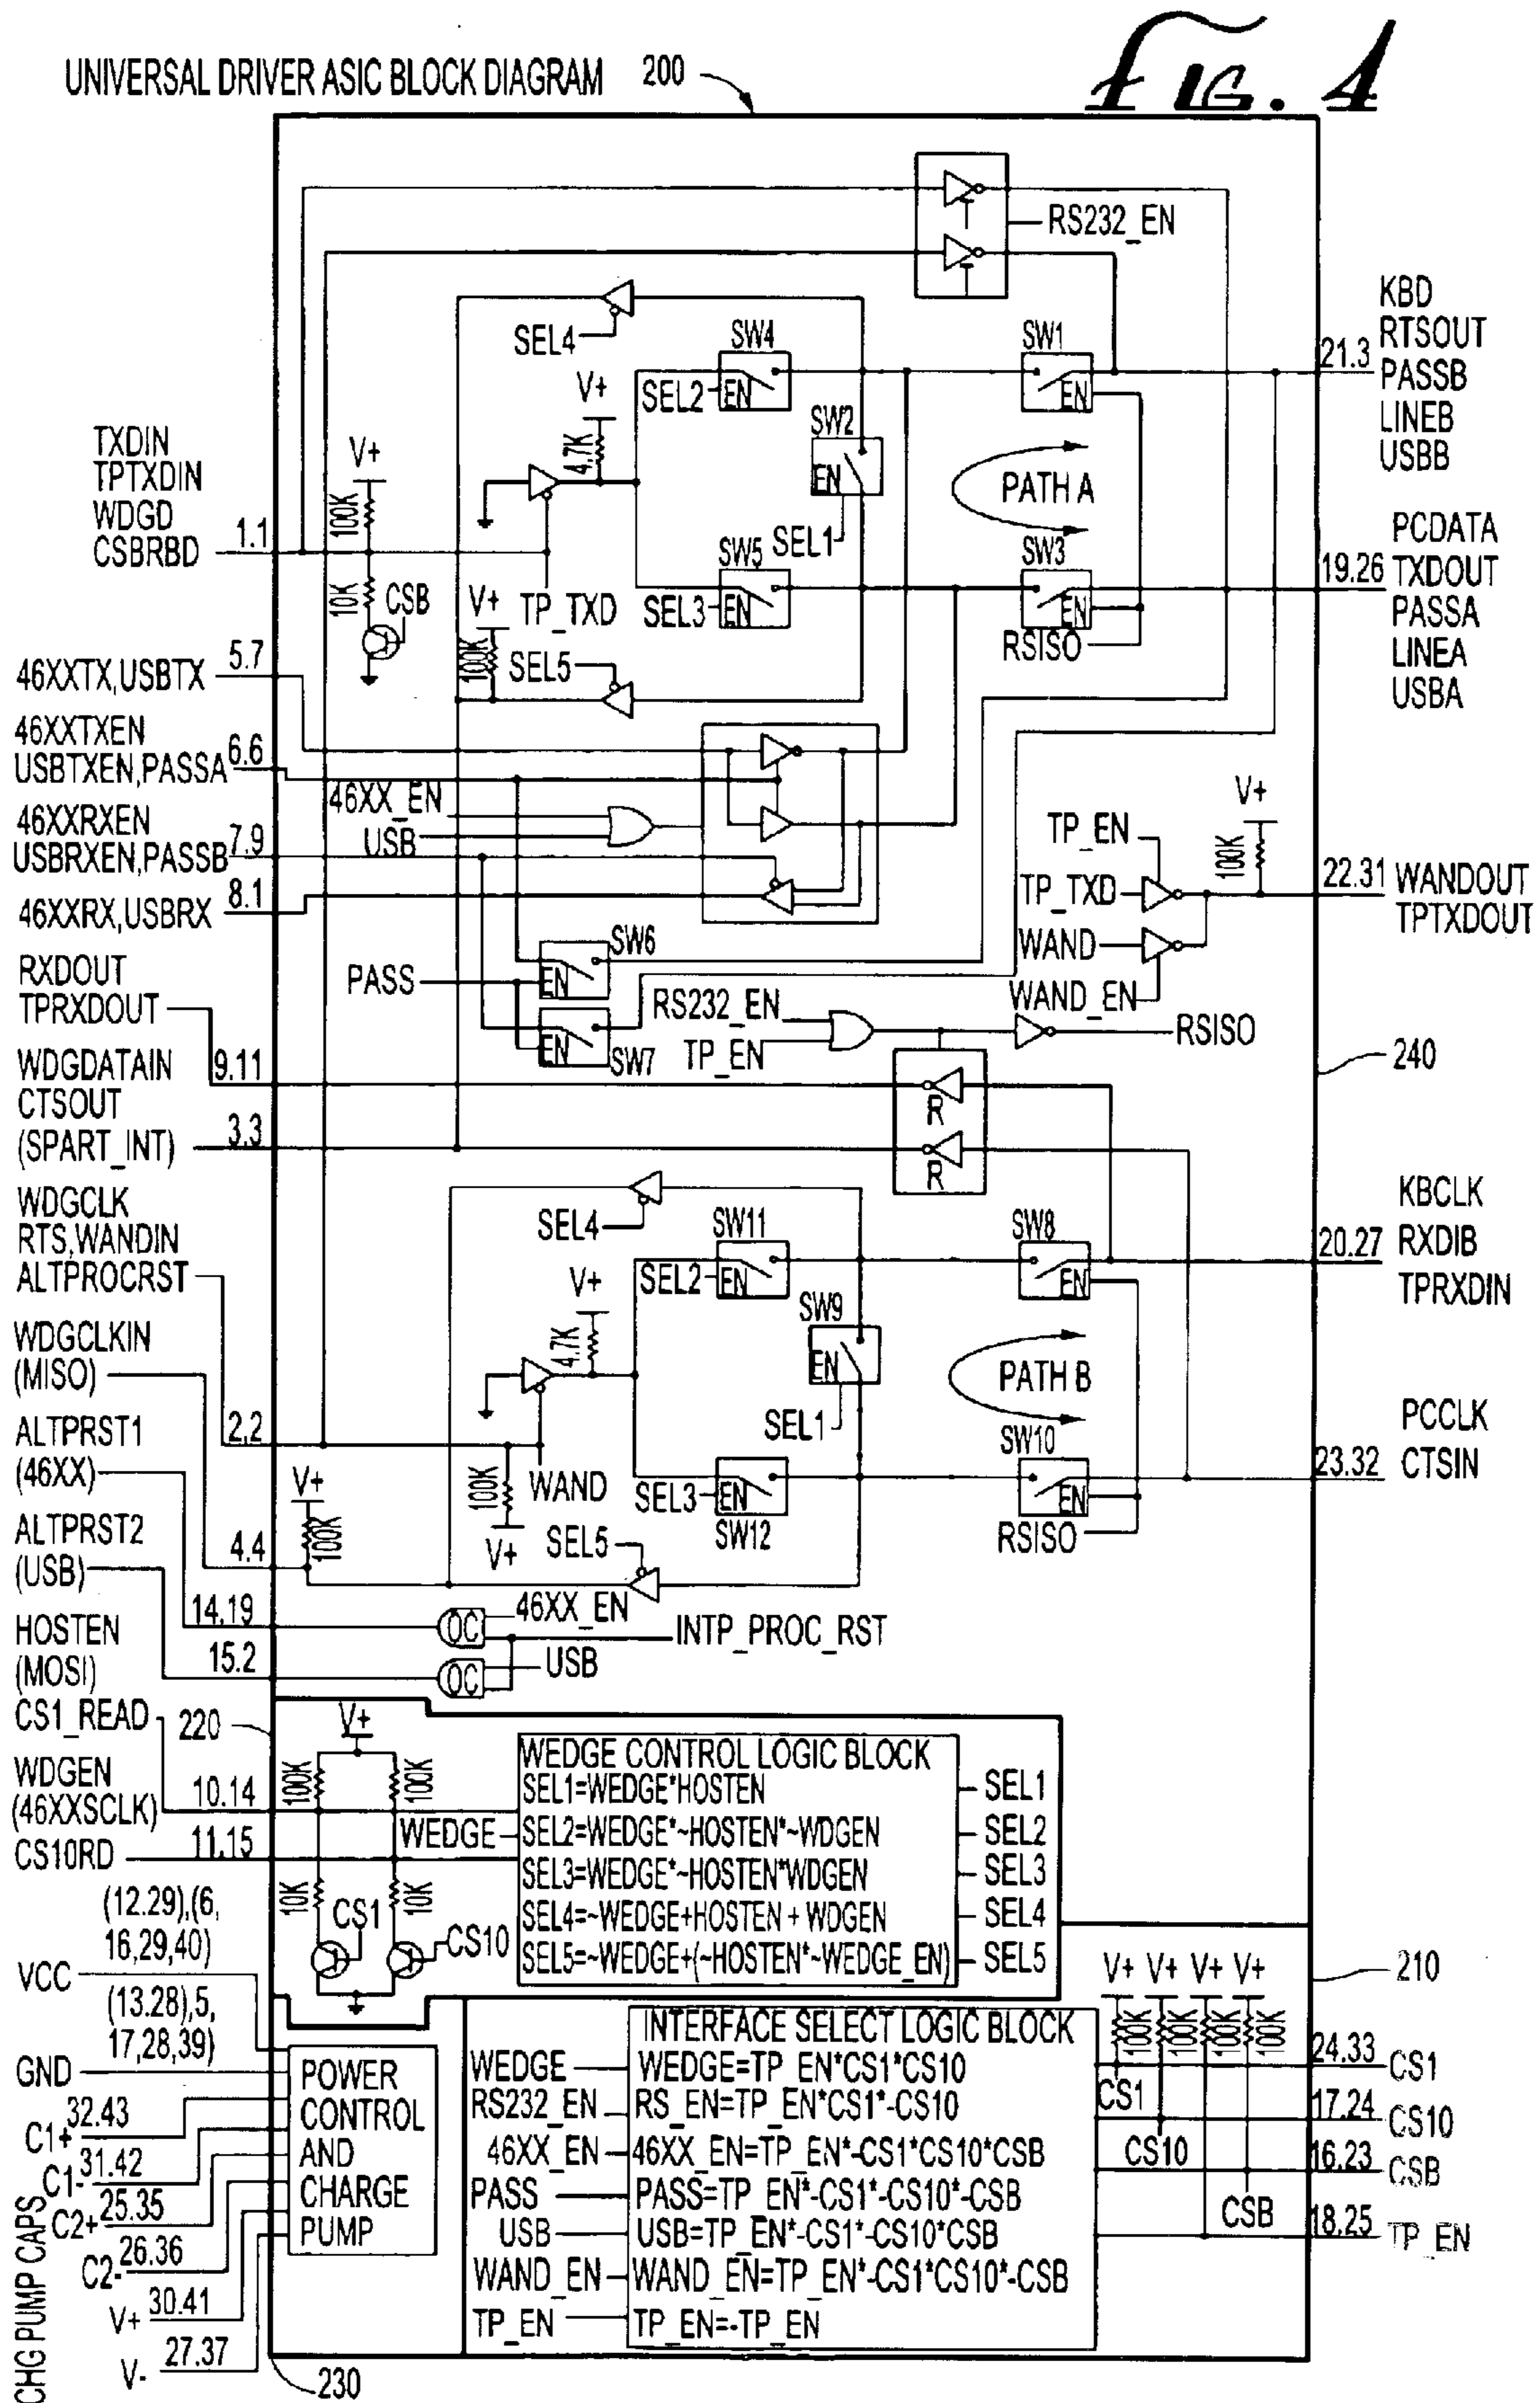 UNIVERSAL DRIVER ASIC BLOCK DIAGRAM
200
FIG. 4
RS232_EN
KBD
RTSOUT
PASSB
LINEB
USBB
21.3
SEL4
SW4
SEL2
EN
SW1
EN
V+
4.7K
SW2
EN
SEL1
PATH A
TXDIN
TPTXDIN
WDGD
CSBRBD
1.1
V+
100K
10K
CSB
TP_TXD
SW5
SEL3
EN
SW3
EN
RSISO
PCDATA
TXDOUT
PASSA
LINEA
USBA
19.26
V+
100K
SEL5
46XXTX,USBTX
5.7
46XXTXEN
USBTXEN,PASSA
6.6
46XXRXEN
USBRXEN,PASSB
7.9
46XXRX,USBRX
8.1
46XX_EN
USB
TP_EN
V+
100K
TP_TXD
WAND
WAND_EN
22.31
WANDOUT
TPTXDOUT
PASS
SW6
EN
EN
SW7
RS232_EN
TP_EN
RSISO
RXDOUT
TPRXDOUT
9.11
240
WDGDATAIN
CTSOUT
(SPART_INT)
3.3
R
R
WDGCLK
RTS,WANDIN
ALTPROCRST
SEL4
SW11
SEL2
EN
SW8
EN
20.27
KBCLK
RXDIB
TPRXDIN
V+
4.7K
SW9
EN
SEL1
PATH B
WDGCLKIN
(MISO)
ALTPRST1
(46XX)
2,2
V+
100K
100K
V+
WAND
SEL3
EN
SW12
SW10
EN
RSISO
23.32
PCCLK
CTSIN
ALTPRST2
(USB)
4.4
SEL5
14.19
OC
46XX_EN
INTP_PROC_RST
HOSTEN
(MOSI)
15.2
OC
USB
CS1_READ
220
V+
100K
100K
WDGEN
(46XXSCLK)
10.14
CS10RD
11.15
10K
10K
CS1
CS10
WEDGE
WEDGE CONTROL LOGIC BLOCK
SEL1=WEDGE*HOSTEN
SEL2=WEDGE*~HOSTEN*~WDGEN
SEL3=WEDGE*~HOSTEN*WDGEN
SEL4=~WEDGE+HOSTEN + WDGEN
SEL5=~WEDGE+(~HOSTEN*~WEDGE_EN)
SEL1
SEL2
SEL3
SEL4
SEL5
(12.29),(6,
16,29,40)
VCC
(13.28),5,
17,28,39)
GND
210
V+ V+ V+ V+
100K 100K 100K 100K
POWER
CONTROL
AND
CHARGE
PUMP
CHG PUMP CAPS
C1+ 32.43
C1- 31.42
C2+ 25.35
C2- 26.36
V+ 30.41
V- 27.37
230
INTERFACE SELECT LOGIC BLOCK
WEDGE WEDGE=TP_EN*CS1*CS10
RS232_EN RS_EN=TP_EN*CS1*-CS10
46XX_EN 46XX_EN=TP_EN*-CS1*CS10*CSB
PASS PASS=TP_EN*-CS1*-CS10*-CSB
USB USB=TP_EN*-CS1*-CS10*CSB
WAND_EN WAND_EN=TP_EN*-CS1*CS10*-CSB
TP_EN TP_EN=-TP_EN
CS1
CS10
CSB
24.33 CS1
17.24 CS10
16.23 CSB
18.25 TP_EN